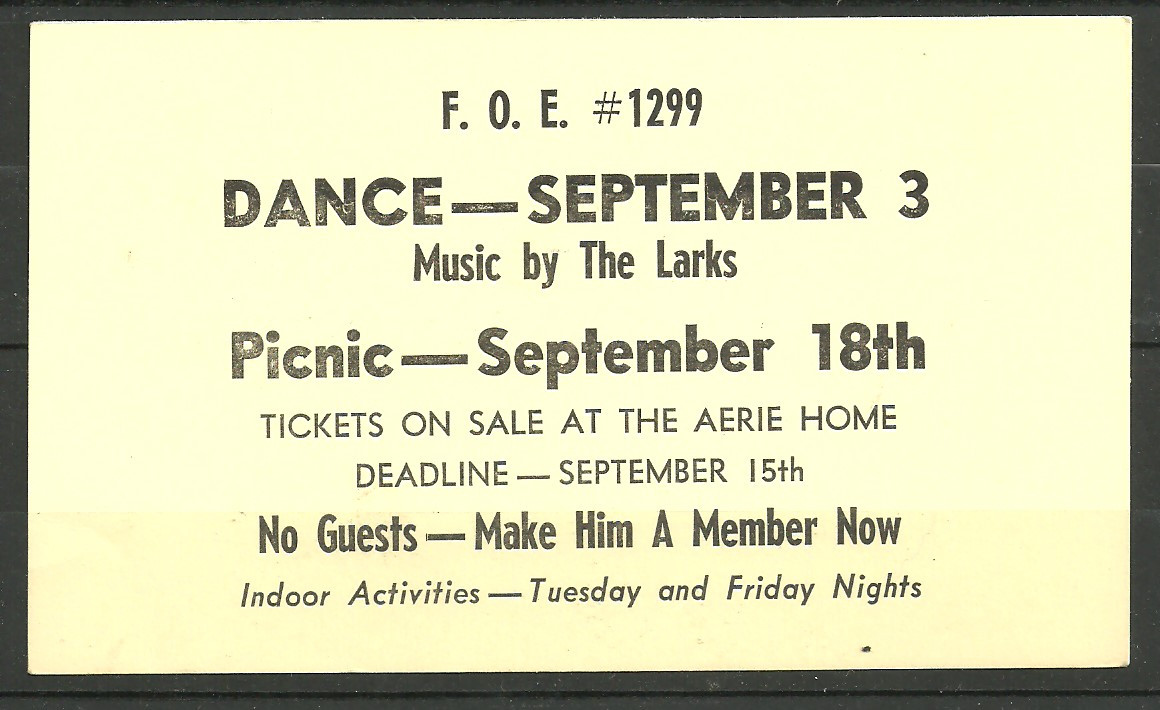 F. O. E. #1299
DANCE—SEPTEMBER 3
Music by The Larks
Picnic—September 18th
TICKETS ON SALE AT THE AERIE HOME
DEADLINE—SEPTEMBER 15th
No Guests—Make Him A Member Now
Indoor Activities—Tuesday and Friday Nights